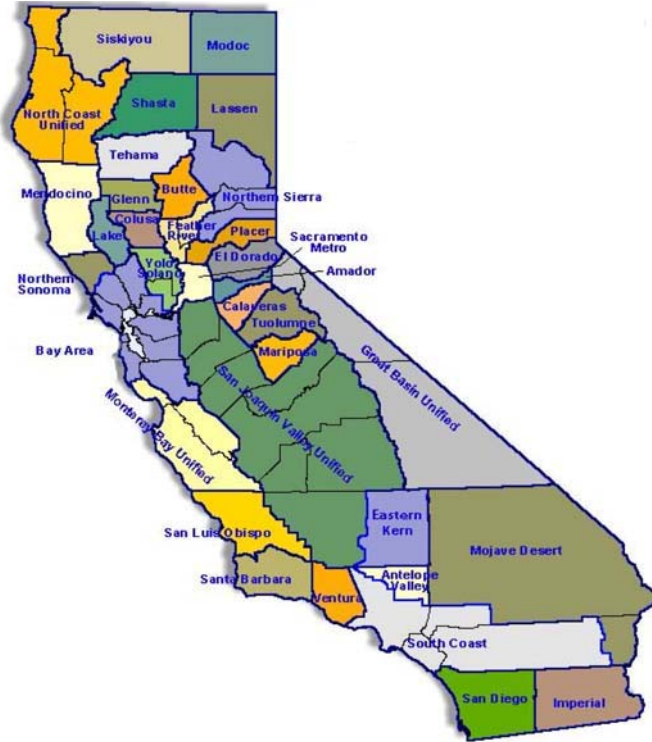 Siskiyou
Modoc
Shasta
Lassen
North Coast
Unified
Tehama
Mendocino
Butte
Glenn
Northern Sierra
Colusa
Feather
River
Placer
Lake
Sacramento
Metro
El Dorado
Yolo
Solano
Amador
Northern
Sonoma
Calaveras
Tuolumne
Bay Area
Mariposa
Great Basin Unified
San Joaquin Valley Unified
Monterey Bay Unified
Eastern
Kern
San Luis Obispo
Mojave Desert
Antelope
Valley
Santa Barbara
Ventura
South Coast
San Diego
Imperial